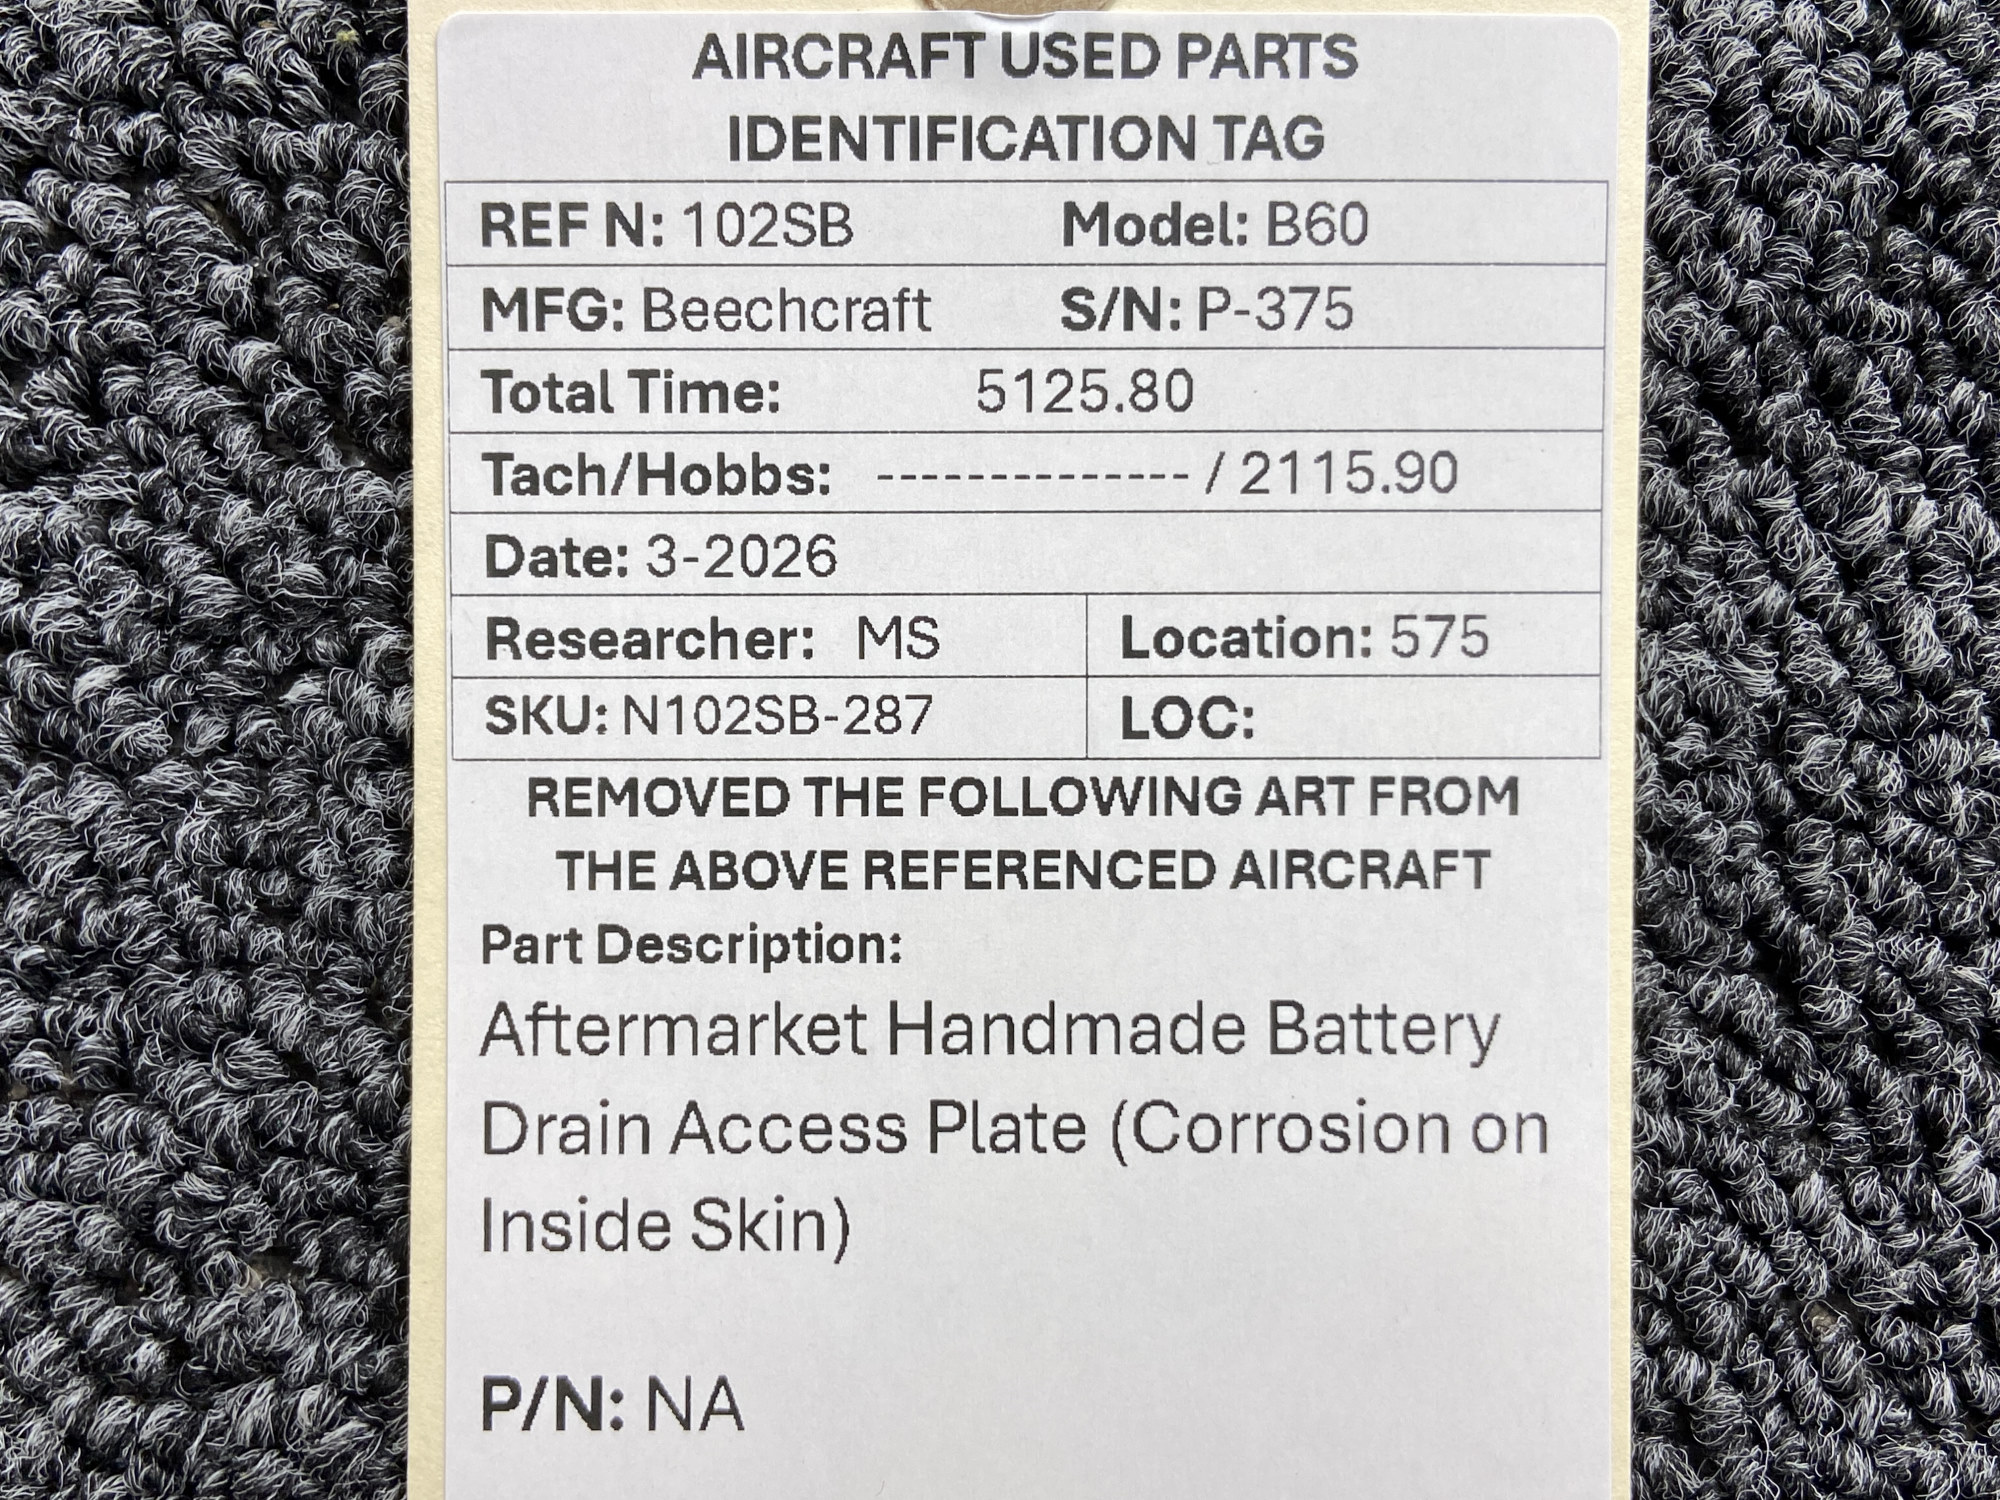 AIRCRAFT USED PARTS
IDENTIFICATION TAG
REF N: 102SB Model: B60
MFG: Beechcraft S/N: P-375
Total Time: 5125.80
Tach/Hobbs: -------------- / 2115.90
Date: 3-2026
Researcher: MS Location: 575
SKU: N102SB-287 LOC:
REMOVED THE FOLLOWING ART FROM
THE ABOVE REFERENCED AIRCRAFT
Part Description:
Aftermarket Handmade Battery
Drain Access Plate (Corrosion on
Inside Skin)
P/N: NA